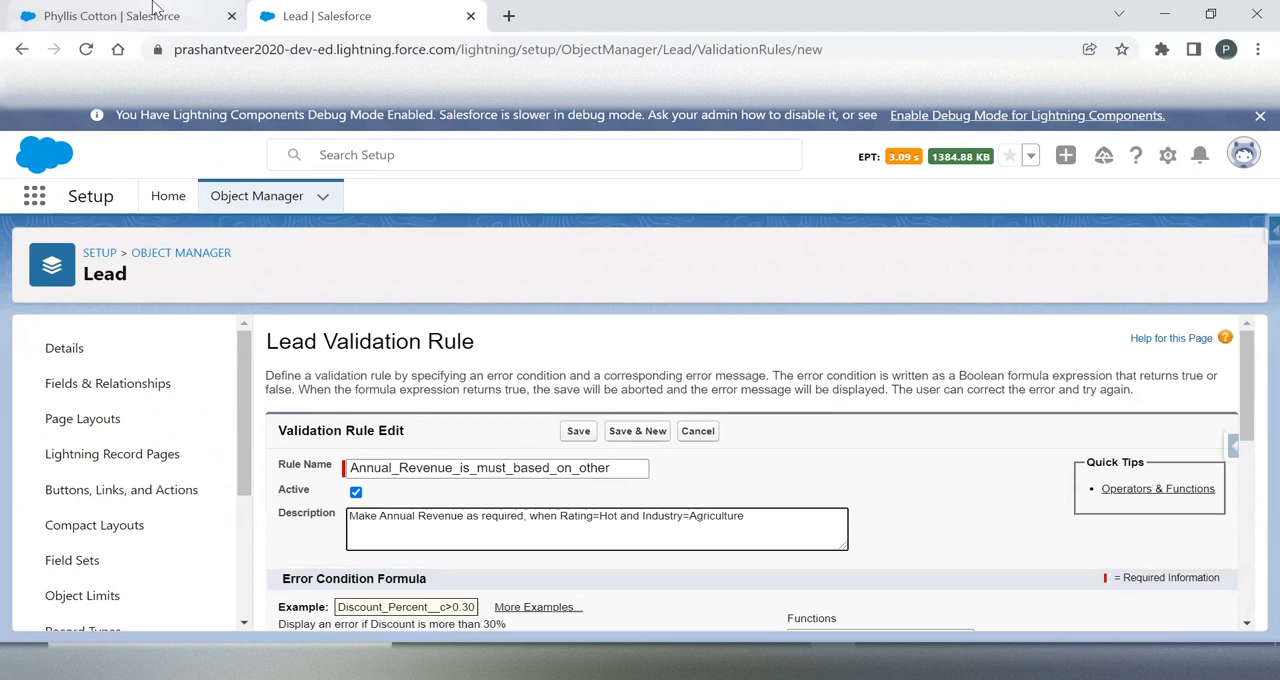 Phyllis Cotton | Salesforce
Lead | Salesforce
prashantveer2020-dev-ed.lightning.force.com/lightning/setup/ObjectManager/Lead/ValidationRules/new
P
You Have Lightning Components Debug Mode Enabled. Salesforce is slower in debug mode. Ask your admin how to disable it, or see Enable Debug Mode for Lightning Components.
Search Setup
EPT: 3.09 s 1384.88 KB
Setup
Home
Object Manager
SETUP > OBJECT MANAGER
Lead
Details
Fields & Relationships
Page Layouts
Lightning Record Pages
Buttons, Links, and Actions
Compact Layouts
Field Sets
Object Limits
Record Types
Lead Validation Rule
Help for this Page
Define a validation rule by specifying an error condition and a corresponding error message. The error condition is written as a Boolean formula expression that returns true or
false. When the formula expression returns true, the save will be aborted and the error message will be displayed. The user can correct the error and try again.
Validation Rule Edit
Save
Save & New
Cancel
Rule Name
Annual_Revenue_is_must_based_on_other
Active
Description
Make Annual Revenue as required, when Rating=Hot and Industry=Agriculture
Quick Tips
• Operators & Functions
Error Condition Formula
= Required Information
Example: Discount_Percent__c>0.30 More Examples...
Display an error if Discount is more than 30%
Functions